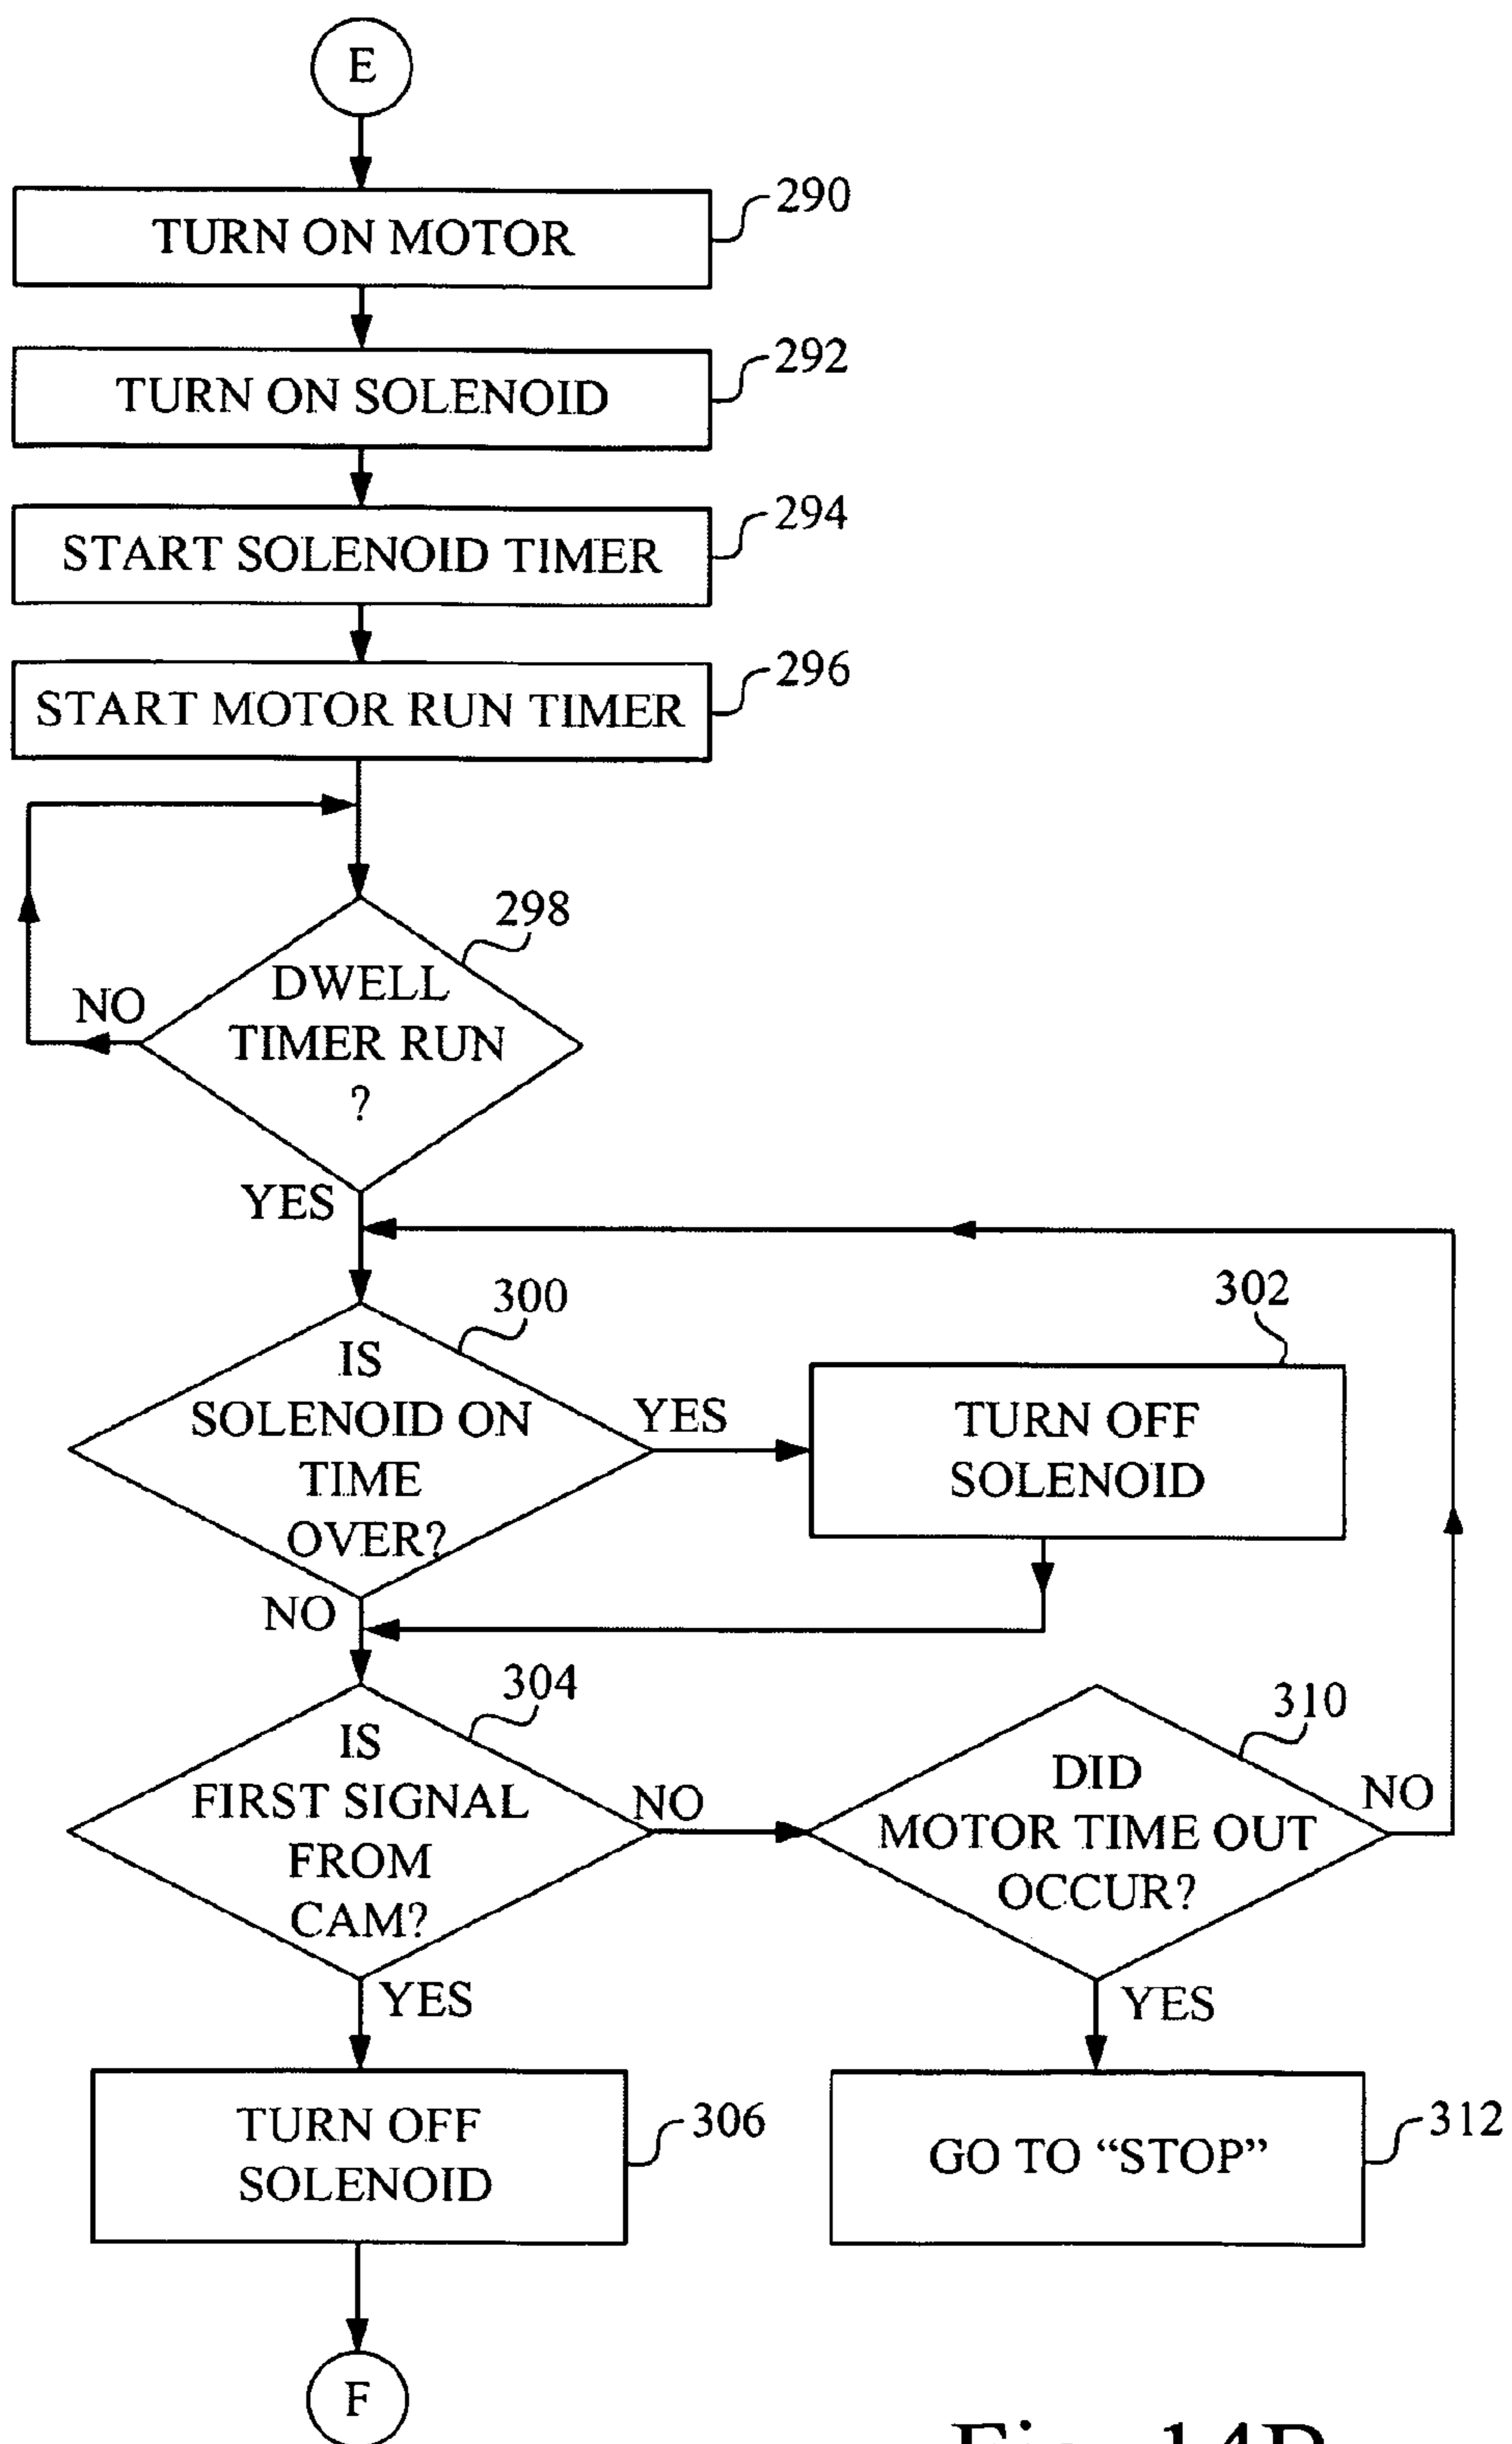 E
TURN ON MOTOR
290
TURN ON SOLENOID
292
START SOLENOID TIMER
294
START MOTOR RUN TIMER
296
298
DWELL
TIMER RUN
?
NO
YES
300
IS
SOLENOID ON
TIME
OVER?
YES
302
TURN OFF
SOLENOID
NO
304
IS
FIRST SIGNAL
FROM
CAM?
NO
310
DID
MOTOR TIME OUT
OCCUR?
NO
YES
YES
TURN OFF
SOLENOID
306
GO TO “STOP”
312
F